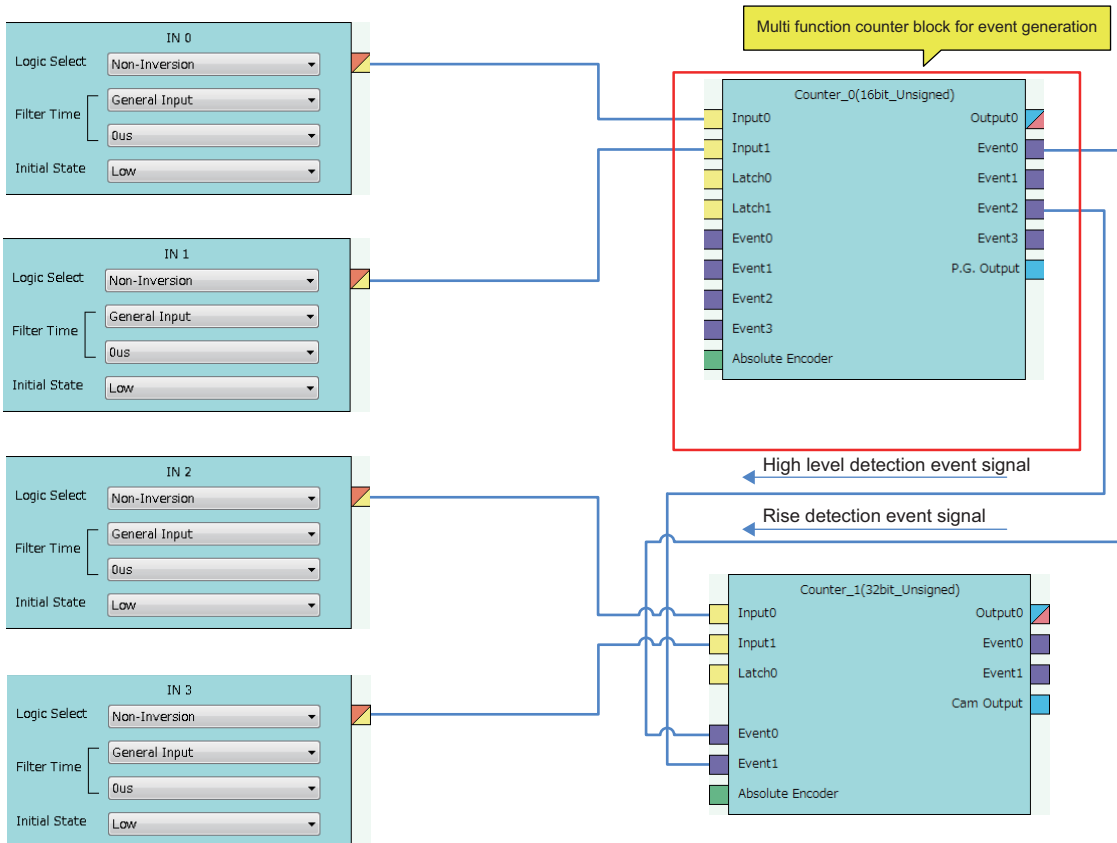 Multi function counter block for event generation
IN 0
Logic Select Non-Inversion
Filter Time General Input
0us
Initial State Low
IN 1
Logic Select Non-Inversion
Filter Time General Input
0us
Initial State Low
IN 2
Logic Select Non-Inversion
Filter Time General Input
0us
Initial State Low
IN 3
Logic Select Non-Inversion
Filter Time General Input
0us
Initial State Low
Counter_0(16bit_Unsigned)
Input0 Output0
Input1 Event0
Latch0 Event1
Latch1 Event2
Event0 Event3
Event1 P.G. Output
Event2
Event3
Absolute Encoder
High level detection event signal
Rise detection event signal
Counter_1(32bit_Unsigned)
Input0 Output0
Input1 Event0
Latch0 Event1
Cam Output
Event0
Event1
Absolute Encoder